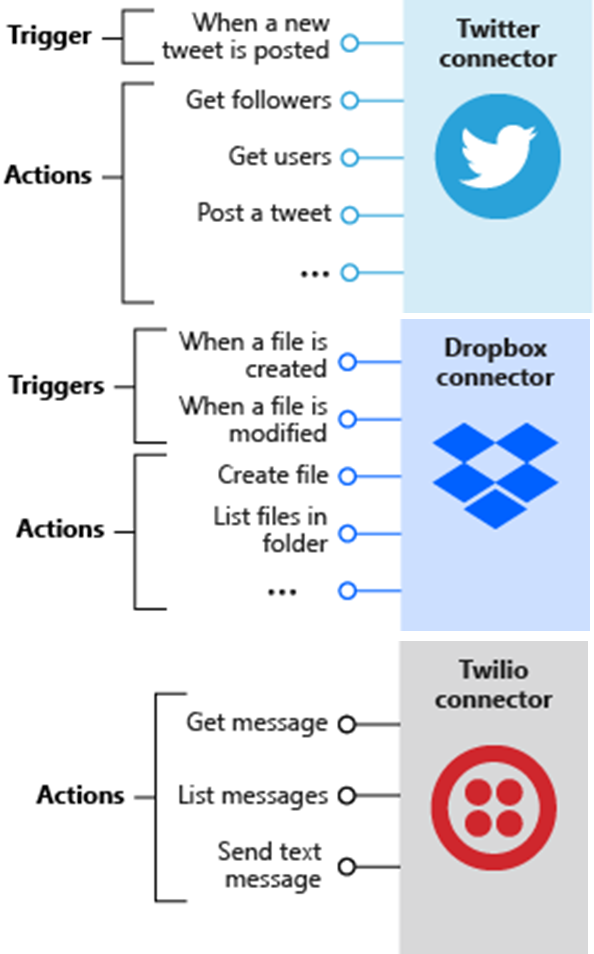 Trigger
When a new
tweet is posted
Twitter
connector
Actions
Get followers
Get users
Post a tweet
...
Triggers
When a file is
created
When a file is
modified
Dropbox
connector
Actions
Create file
List files in
folder
...
Twilio
connector
Actions
Get message
List messages
Send text
message